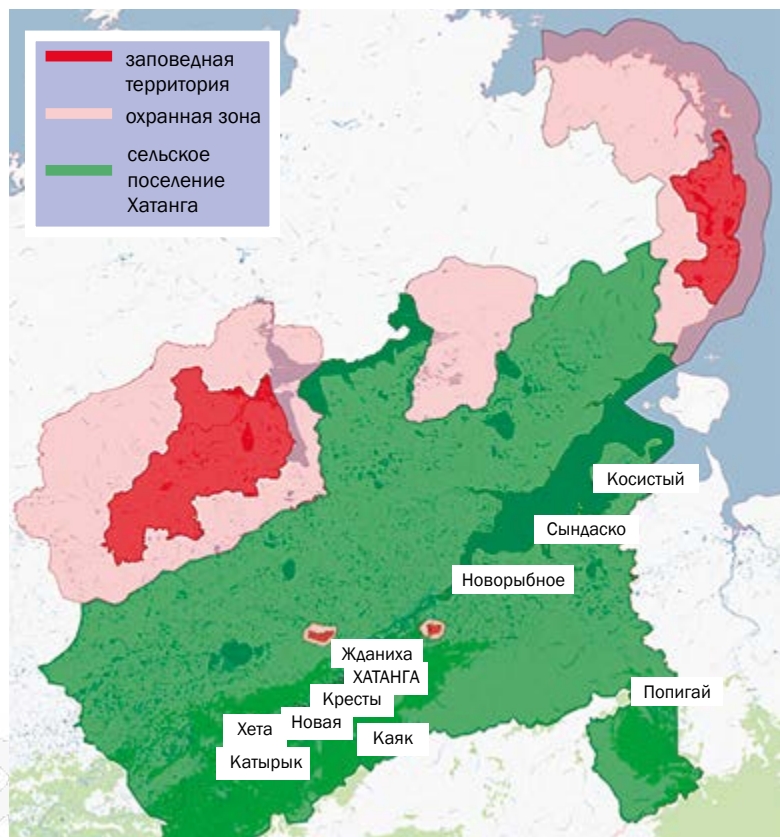 заповедная
территория
охранная зона
сельское
поселение
Хатанга
Косистый
Сындаско
Новорыбное
Жданиха
ХАТАНГА
Попигай
Кресты
Новая
Хета
Каяк
Катырык